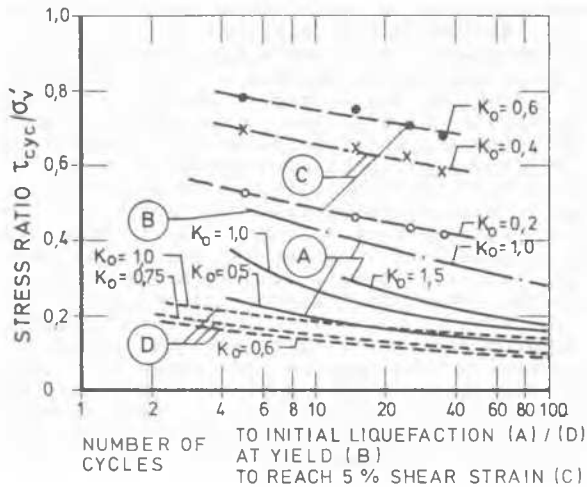 STRESS RATIO τcyc/σ'v
1,0
0,8
0,6
0,4
0,2
0
1
2
4
6
8
10
20
40
60
80
100
K₀=0,6
K₀=0,4
K₀=0,2
K₀=1,0
C
B
K₀=1,0
A
K₀=1,0
K₀=0,75
K₀=0,5
K₀=1,5
D
K₀=0,6
NUMBER OF CYCLES
TO INITIAL LIQUEFACTION (A) / (D)
AT YIELD (B)
TO REACH 5 % SHEAR STRAIN (C)